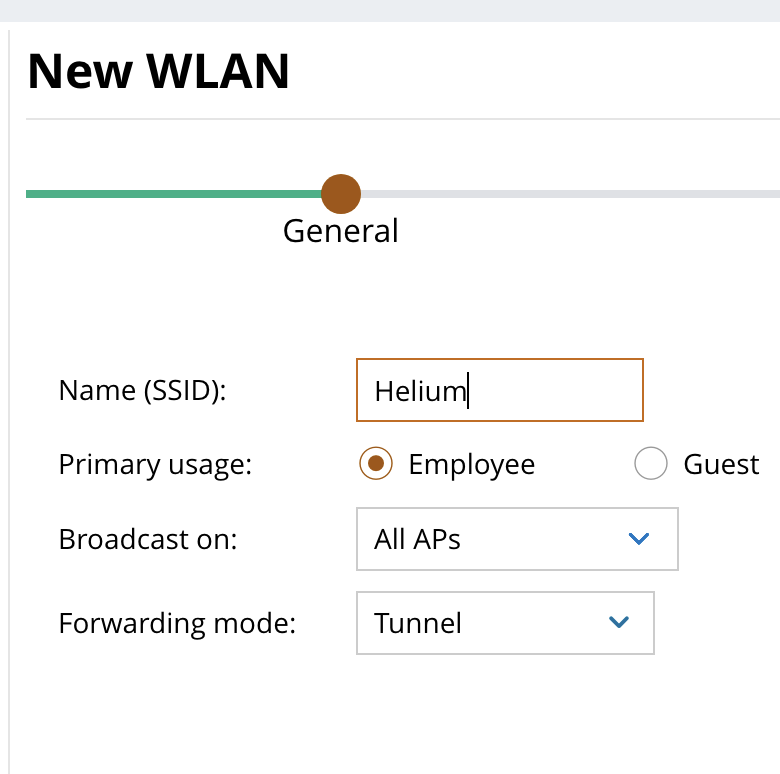 New WLAN
General
Name (SSID): Helium
Primary usage: Employee Guest
Broadcast on: All APs
Forwarding mode: Tunnel